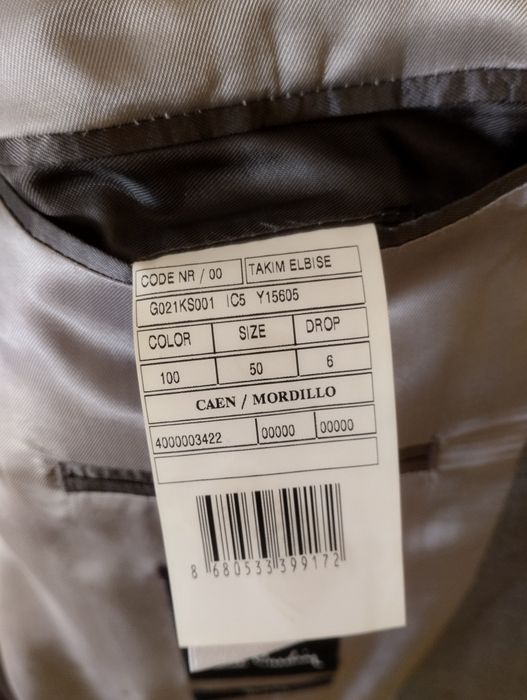 CODE NR / 00 TAKIM ELBISE
G021KS001 IC5 Y15605
COLOR SIZE DROP
100 50 6
CAEN / MORDILLO
4000003422 00000 00000
8 680533 399172